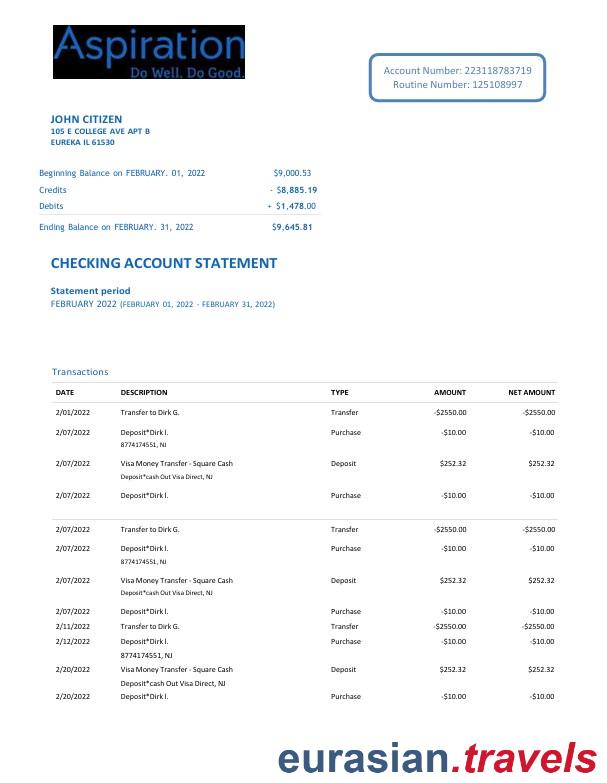 Aspiration
Do Well. Do Good.
Account Number: 223118783719
Routine Number: 125108997
JOHN CITIZEN
105 E COLLEGE AVE APT B
EUREKA IL 61530
Beginning Balance on FEBRUARY. 01, 2022 $9,000.53
Credits - $8,885.19
Debits + $1,478.00
Ending Balance on FEBRUARY. 31, 2022 $9,645.81
CHECKING ACCOUNT STATEMENT
Statement period
FEBRUARY 2022 (FEBRUARY 01, 2022 - FEBRUARY 31, 2022)
Transactions
DATE DESCRIPTION TYPE AMOUNT NET AMOUNT
2/01/2022 Transfer to Dirk G. Transfer -$2550.00 -$2550.00
2/07/2022 Deposit*Dirk l. Purchase -$10.00 -$10.00
8774174551, NJ
2/07/2022 Visa Money Transfer - Square Cash Deposit $252.32 $252.32
Deposit*cash Out Visa Direct, NJ
2/07/2022 Deposit*Dirk l. Purchase -$10.00 -$10.00
2/07/2022 Transfer to Dirk G. Transfer -$2550.00 -$2550.00
2/07/2022 Deposit*Dirk l. Purchase -$10.00 -$10.00
8774174551, NJ
2/07/2022 Visa Money Transfer - Square Cash Deposit $252.32 $252.32
Deposit*cash Out Visa Direct, NJ
2/07/2022 Deposit*Dirk l. Purchase -$10.00 -$10.00
2/11/2022 Transfer to Dirk G. Transfer -$2550.00 -$2550.00
2/12/2022 Deposit*Dirk l. Purchase -$10.00 -$10.00
8774174551, NJ
2/20/2022 Visa Money Transfer - Square Cash Deposit $252.32 $252.32
Deposit*cash Out Visa Direct, NJ
2/20/2022 Deposit*Dirk l. Purchase -$10.00 -$10.00
eurasian.travels